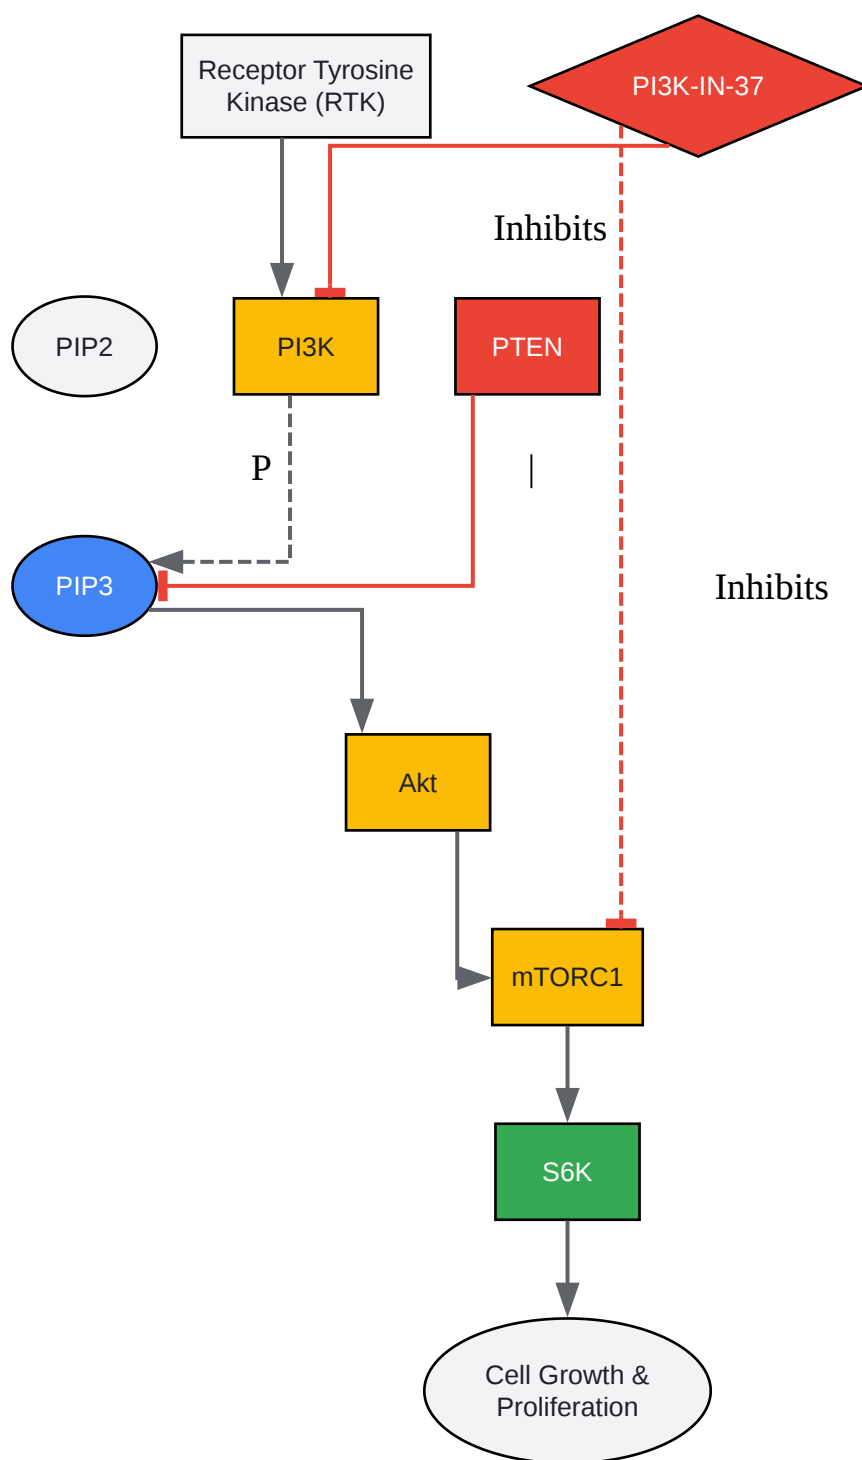 Receptor Tyrosine
Kinase (RTK)
PI3K-IN-37
Inhibits
PIP2
PI3K
PTEN
P
|
PIP3
Inhibits
Akt
mTORC1
S6K
Cell Growth &
Proliferation